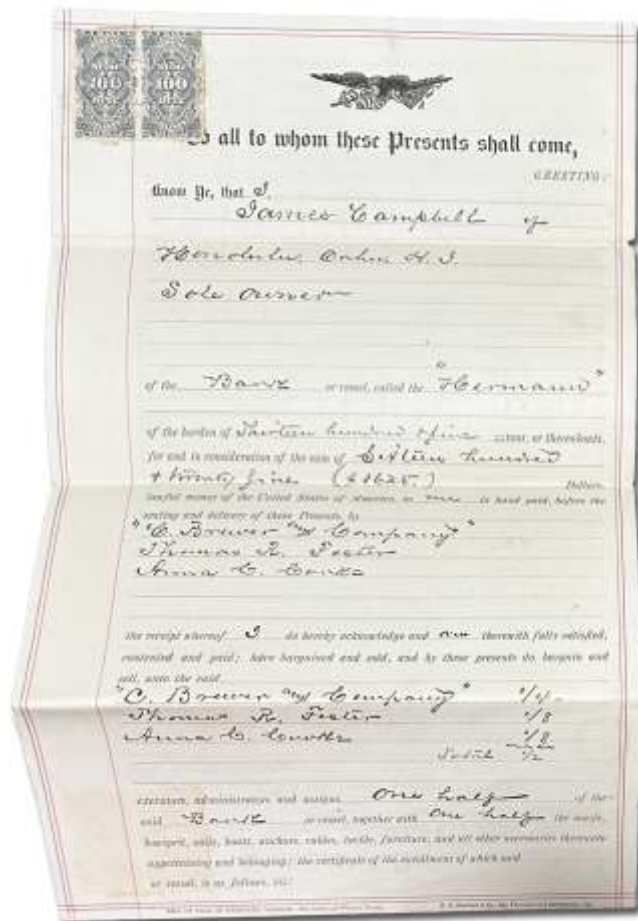 100
To all to whom these Presents shall come,
GREETING:
Know Ye, that I,
James Campbell of
Honolulu, Oahu H. I.
Sole owner
of the Bark or vessel, called the "Hermann"
of the burden of Thirteen hundred &five or thereabouts,
for and in consideration of the sum of Sixteen hundred
& twenty five ($1625.) Dollars,
lawful money of the United States of America, to me in hand paid, before the
sealing and delivery of these Presents, by
"C. Brewer and Company"
Thomas R. Foster
Anna C. Cooke
the receipt whereof I do hereby acknowledge and am therewith fully satisfied,
contented and paid; have bargained and sold, and by these presents do bargain and
sell, unto the said
"C. Brewer and Company" 1/4
Thomas R. Foster 1/8
Anna C. Cooke 1/8
1/2
executors, administrators and assigns, One half of the
said Bark or vessel, together with One half the masts,
bowsprit, sails, boats, anchors, cables, tackle, furniture, and all other necessaries thereunto
appertaining and belonging; the certificate of the enrollment of which said
or vessel, is as follows, viz: